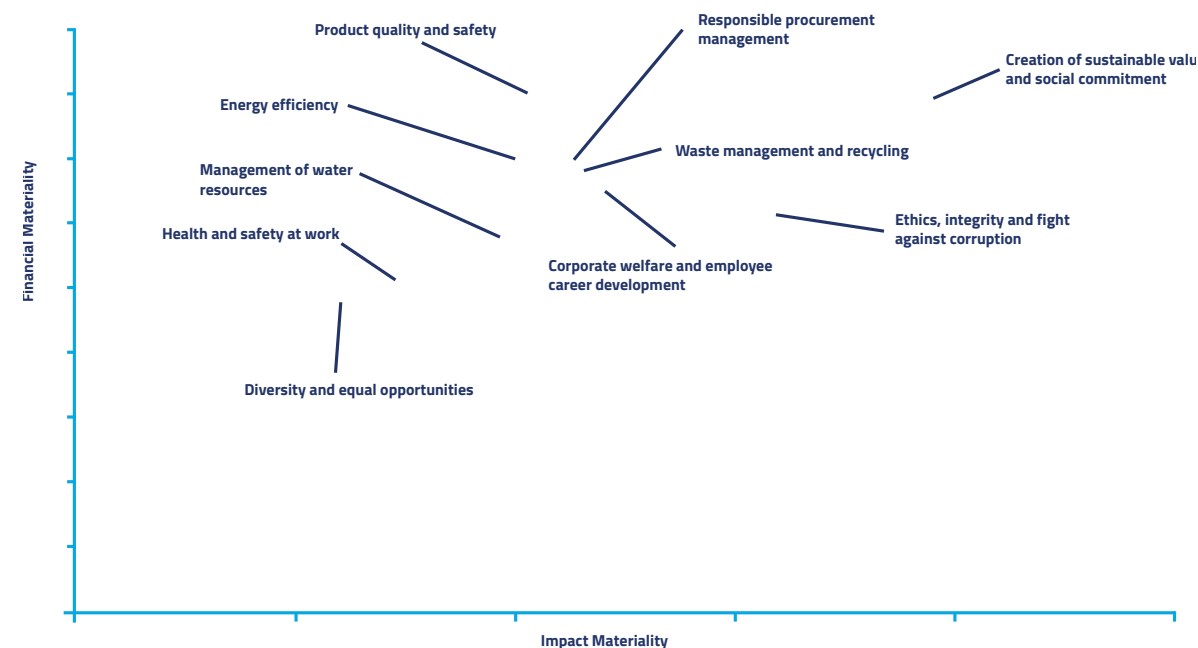 Product quality and safety
Responsible procurement
management
Creation of sustainable valu
and social commitment
Energy efficiency
Waste management and recycling
Management of water
resources
Health and safety at work
Ethics, integrity and fight
against corruption
Corporate welfare and employee
career development
Diversity and equal opportunities
Financial Materiality
Impact Materiality